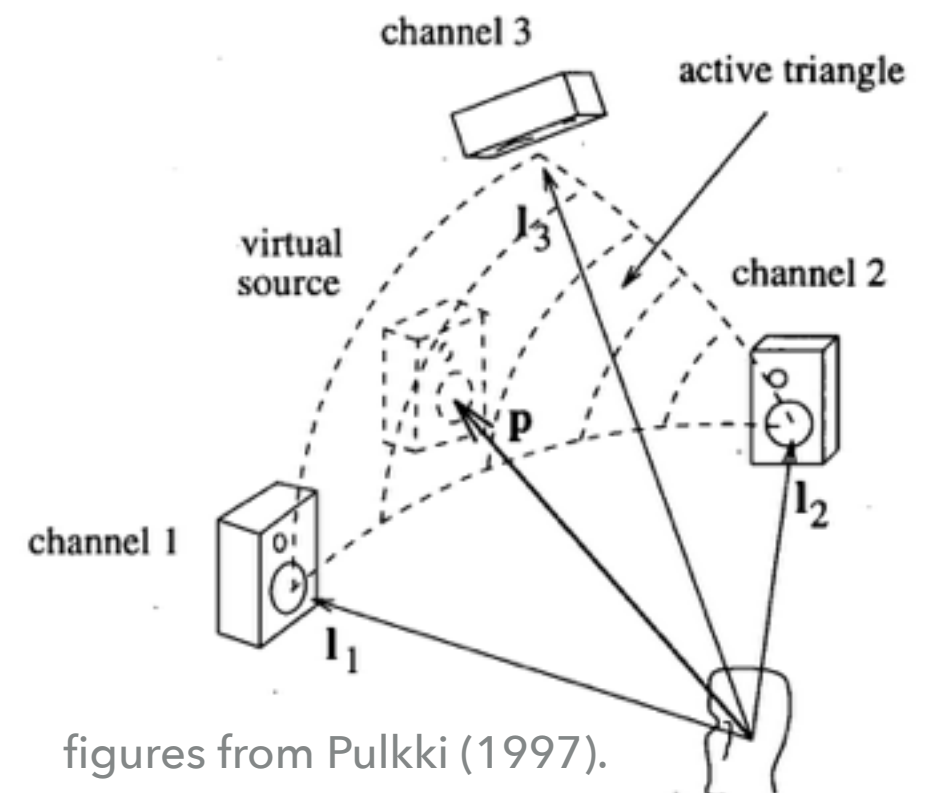 channel 3
active triangle
l3
virtual
source
channel 2
p
l2
channel 1
l1
figures from Pulkki (1997).